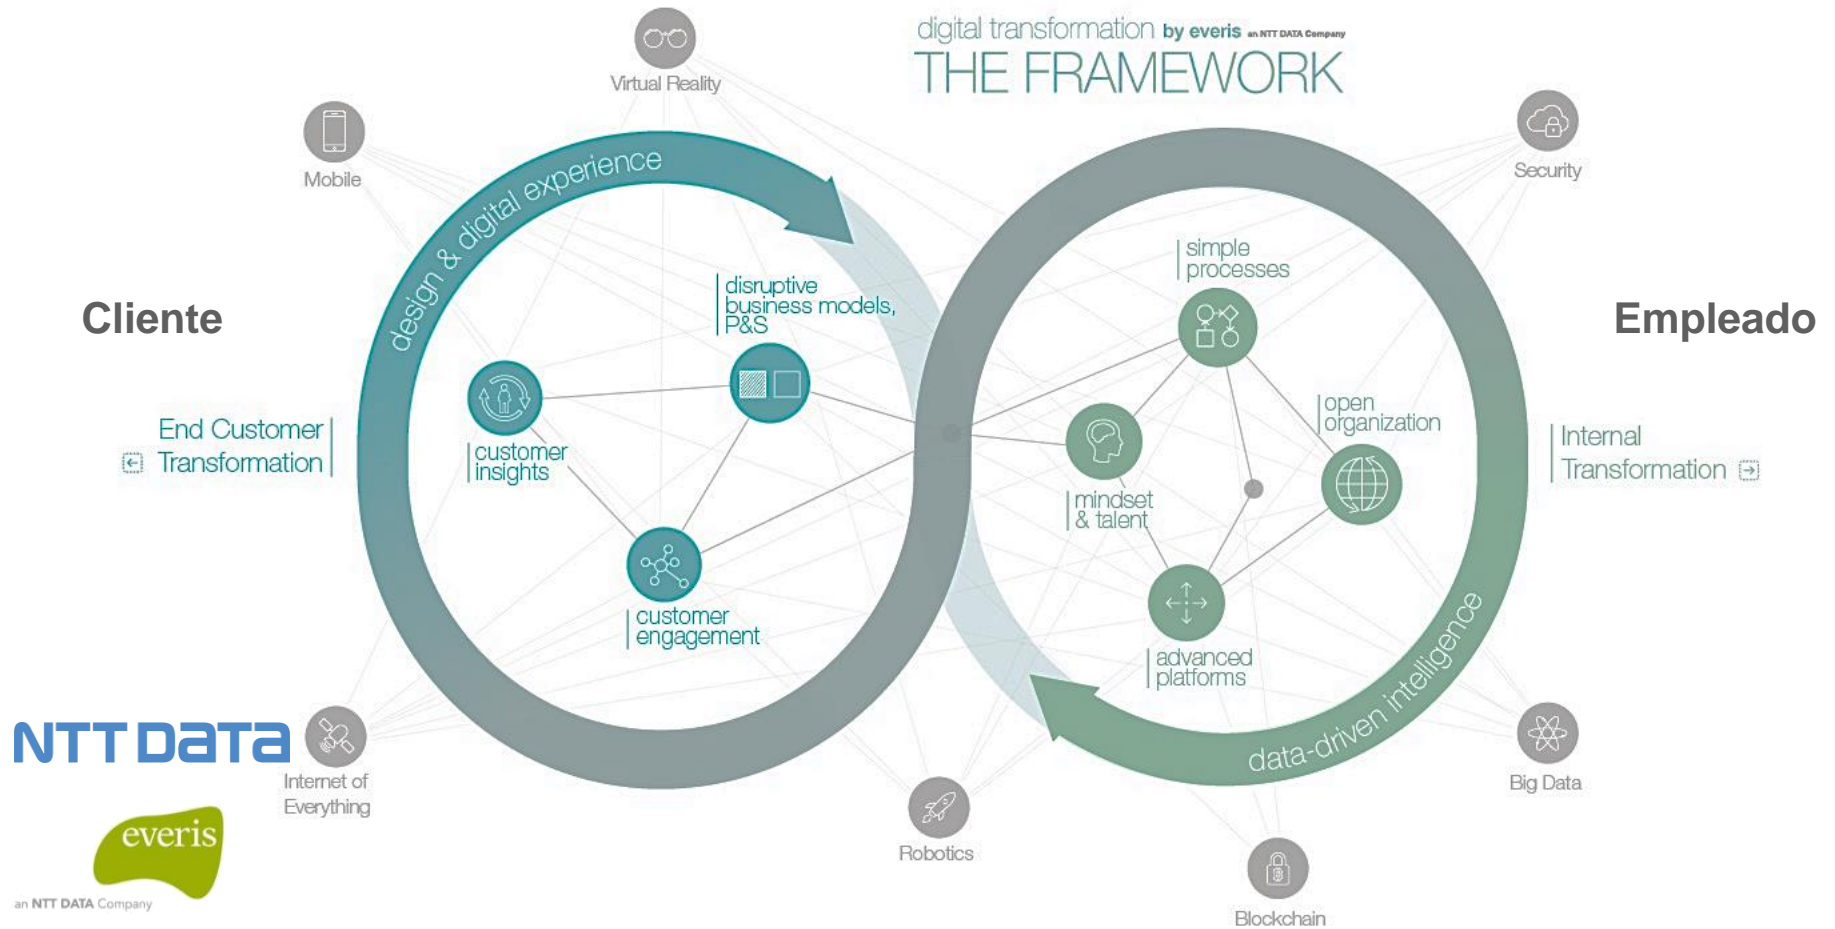 digital transformation by everis an NTT DATA Company
THE FRAMEWORK
Virtual Reality
Mobile
Security
design & digital experience
simple
processes
disruptive
business models,
P&S
Cliente
Empleado
open
organization
End Customer
Transformation
customer
insights
Internal
Transformation
mindset
& talent
customer
engagement
advanced
platforms
data-driven intelligence
NTT DATA
Internet of
Everything
Big Data
everis
an NTT DATA Company
Robotics
Blockchain